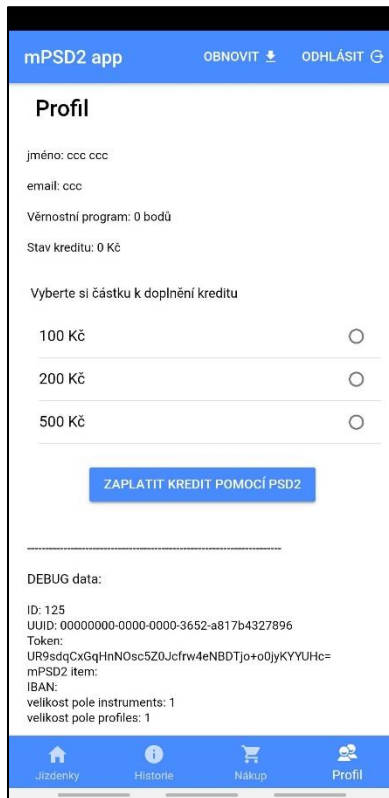 mPSD2 app OBNOVIT ODHLÁSIT
Profil
jméno: ccc ccc
email: ccc
Věrnostní program: 0 bodů
Stav kreditu: 0 Kč
Vyberte si částku k doplnění kreditu
100 Kč
200 Kč
500 Kč
ZAPLATIT KREDIT POMOCÍ PSD2
DEBUG data:
ID: 125
UUID: 00000000-0000-0000-3652-a817b4327896
Token:
UR9sdqCxGqHnNOsc5Z0Jcfrw4eNBDTjo+o0jyKYYUHc=
mPSD2 item:
IBAN:
velikost pole instruments: 1
velikost pole profiles: 1
Jízdenky Historie Nákup Profil